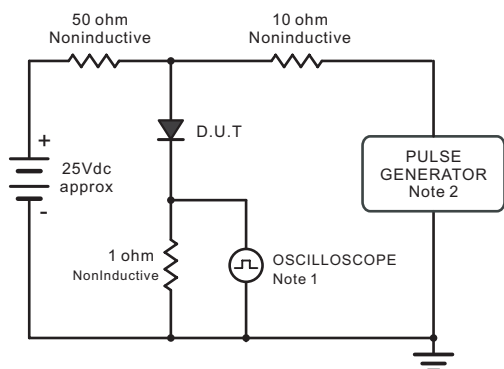 50 ohm
Noninductive
10 ohm
Noninductive
D.U.T
+
25Vdc
approx
-
PULSE
GENERATOR
Note 2
1 ohm
NonInductive
OSCILLOSCOPE
Note 1